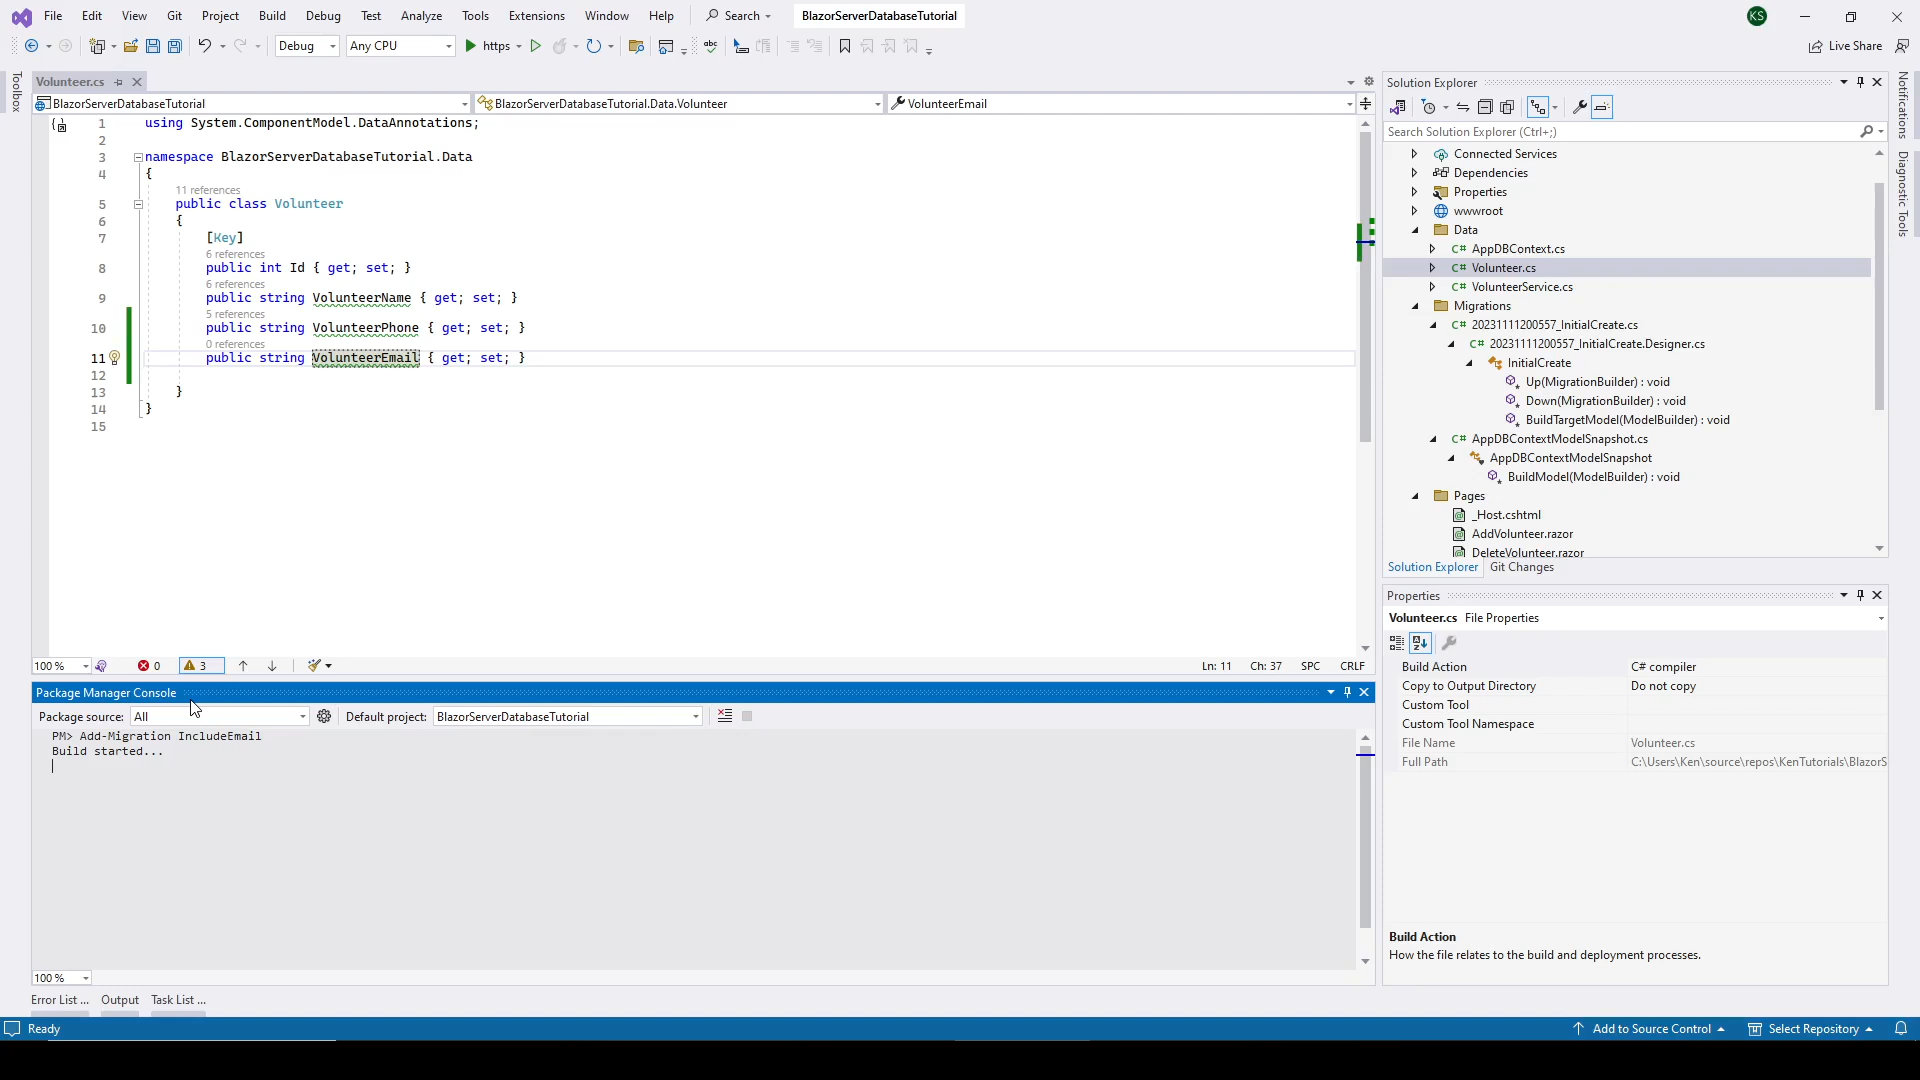 File Edit View Git Project Build Debug Test Analyze Tools Extensions Window Help Search BlazorServerDatabaseTutorial KS
Debug Any CPU https Live Share
Toolbox
Volunteer.cs
BlazorServerDatabaseTutorial BlazorServerDatabaseTutorial.Data.Volunteer VolunteerEmail
1 using System.ComponentModel.DataAnnotations;
2
3 namespace BlazorServerDatabaseTutorial.Data
4 {
11 references
5 public class Volunteer
6 {
7 [Key]
6 references
8 public int Id { get; set; }
6 references
9 public string VolunteerName { get; set; }
5 references
10 public string VolunteerPhone { get; set; }
0 references
11 public string VolunteerEmail { get; set; }
12
13 }
14 }
15
100 % 0 3 Ln: 11 Ch: 37 SPC CRLF
Package Manager Console
Package source: All Default project: BlazorServerDatabaseTutorial
PM> Add-Migration IncludeEmail
Build started...
100 %
Error List ... Output Task List ...
Solution Explorer
Search Solution Explorer (Ctrl+;)
Connected Services
Dependencies
Properties
wwwroot
Data
C# AppDBContext.cs
C# Volunteer.cs
C# VolunteerService.cs
Migrations
C# 20231111200557_InitialCreate.cs
C# 20231111200557_InitialCreate.Designer.cs
InitialCreate
Up(MigrationBuilder) : void
Down(MigrationBuilder) : void
BuildTargetModel(ModelBuilder) : void
C# AppDBContextModelSnapshot.cs
AppDBContextModelSnapshot
BuildModel(ModelBuilder) : void
Pages
_Host.cshtml
AddVolunteer.razor
DeleteVolunteer.razor
Solution Explorer Git Changes
Properties
Volunteer.cs File Properties
Build Action C# compiler
Copy to Output Directory Do not copy
Custom Tool
Custom Tool Namespace
File Name Volunteer.cs
Full Path C:\Users\Ken\source\repos\KenTutorials\BlazorS
Build Action
How the file relates to the build and deployment processes.
Notifications
Diagnostic Tools
Ready Add to Source Control Select Repository